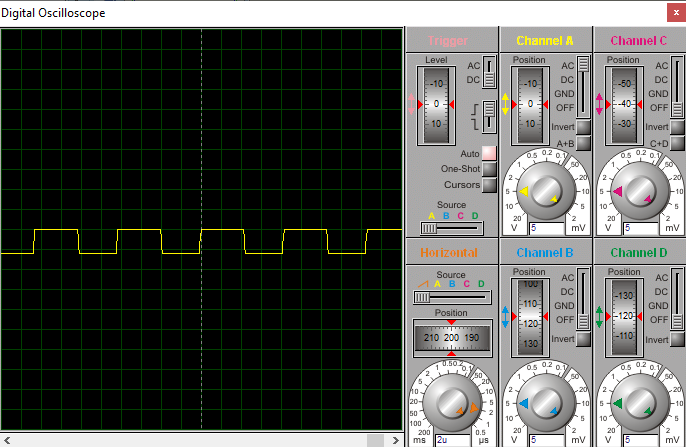 Digital Oscilloscope
x
Trigger
Level
-10
0
10
AC
DC
Auto
One-Shot
Cursors
Source
A B C D
Channel A
Position
-10
0
10
AC
DC
GND
OFF
Invert
A+B
0.5 0.2 0.1
1 50
2 20
5 10
10 5
20 2
V 5 mV
Channel C
Position
-50
-40
-30
AC
DC
GND
OFF
Invert
C+D
0.5 0.2 0.1
1 50
2 20
5 10
10 5
20 2
V 5 mV
Horizontal
Source
A B C D
Position
210 200 190
1 0.5 0.2 0.1
2 50
5 20
10 10
20 5
50 2
100 1
200 0.5
ms 2u µs
Channel B
Position
100
110
120
130
AC
DC
GND
OFF
Invert
0.5 0.2 0.1
1 50
2 20
5 10
10 5
20 2
V 5 mV
Channel D
Position
-130
-120
-110
AC
DC
GND
OFF
Invert
0.5 0.2 0.1
1 50
2 20
5 10
10 5
20 2
V 5 mV